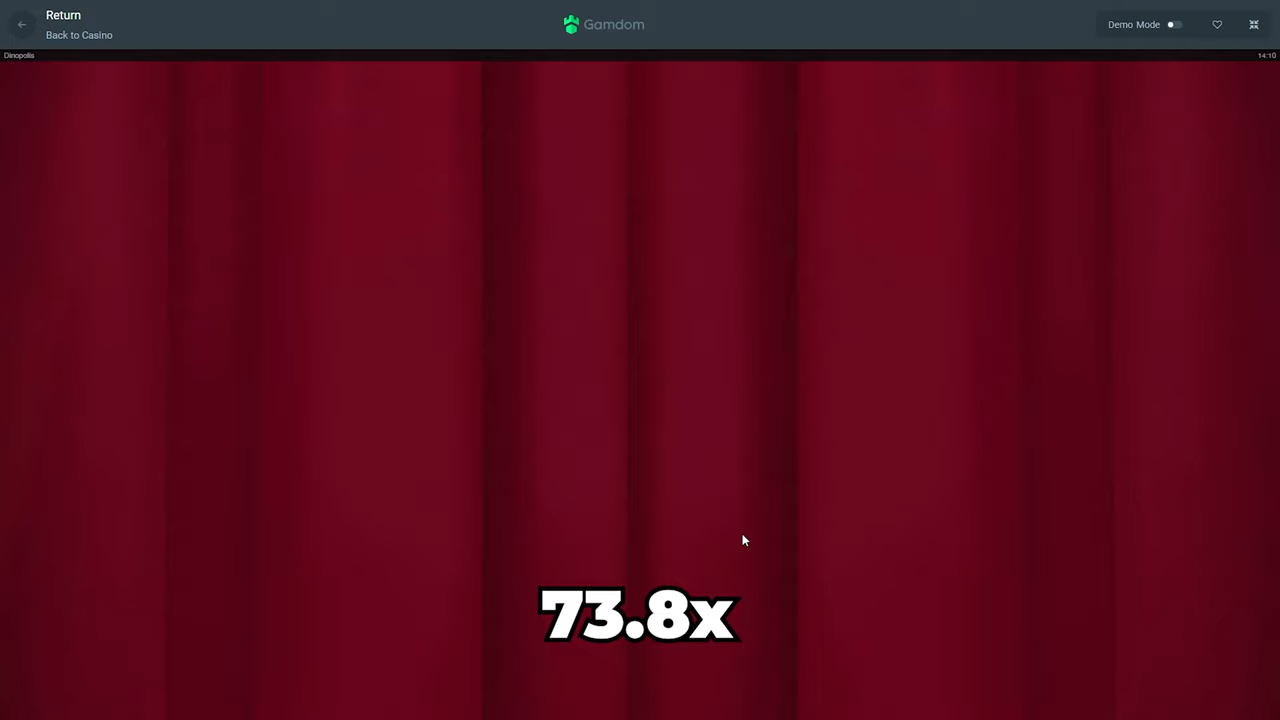 Return
Back to Casino
Gamdom
Demo Mode
Dinopolis
14:10
73.8x